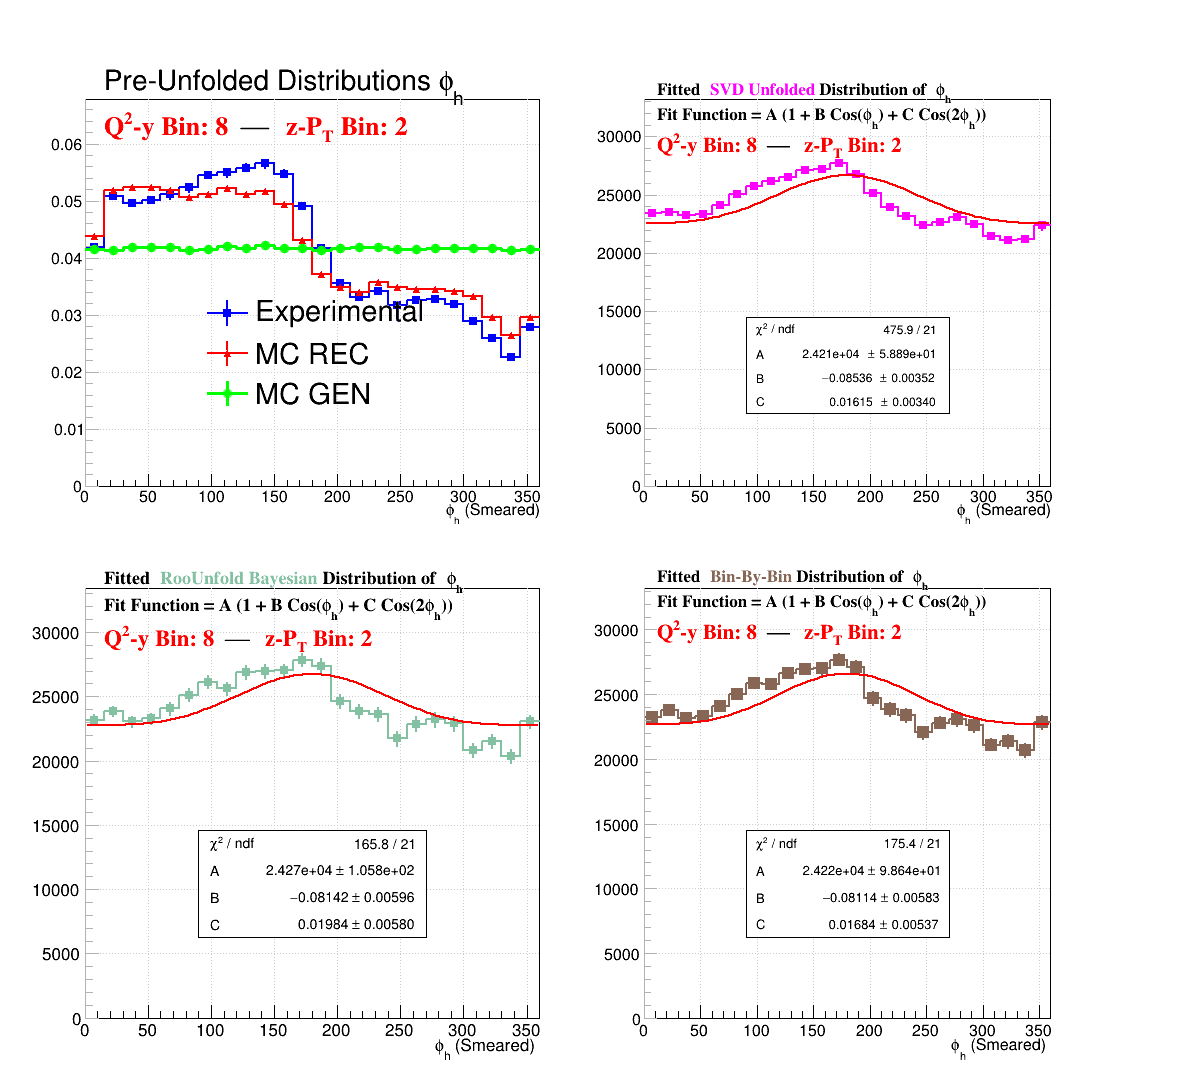 Pre-Unfolded Distributions ϕh
Q²-y Bin: 8 — z-PT Bin: 2
0.06
0.05
0.04
0.03
0.02
0.01
0
Experimental
MC REC
MC GEN
0 50 100 150 200 250 300 350
ϕh (Smeared)
Fitted SVD Unfolded Distribution of ϕh
Fit Function = A (1 + B Cos(ϕh) + C Cos(2ϕh))
Q²-y Bin: 8 — z-PT Bin: 2
30000
25000
20000
15000
10000
5000
0
χ² / ndf 475.9 / 21
A 2.421e+04 ± 5.889e+01
B −0.08536 ± 0.00352
C 0.01615 ± 0.00340
0 50 100 150 200 250 300 350
ϕh (Smeared)
Fitted RooUnfold Bayesian Distribution of ϕh
Fit Function = A (1 + B Cos(ϕh) + C Cos(2ϕh))
Q²-y Bin: 8 — z-PT Bin: 2
30000
25000
20000
15000
10000
5000
0
χ² / ndf 165.8 / 21
A 2.427e+04 ± 1.058e+02
B −0.08142 ± 0.00596
C 0.01984 ± 0.00580
0 50 100 150 200 250 300 350
ϕh (Smeared)
Fitted Bin-By-Bin Distribution of ϕh
Fit Function = A (1 + B Cos(ϕh) + C Cos(2ϕh))
Q²-y Bin: 8 — z-PT Bin: 2
30000
25000
20000
15000
10000
5000
0
χ² / ndf 175.4 / 21
A 2.422e+04 ± 9.864e+01
B −0.08114 ± 0.00583
C 0.01684 ± 0.00537
0 50 100 150 200 250 300 350
ϕh (Smeared)